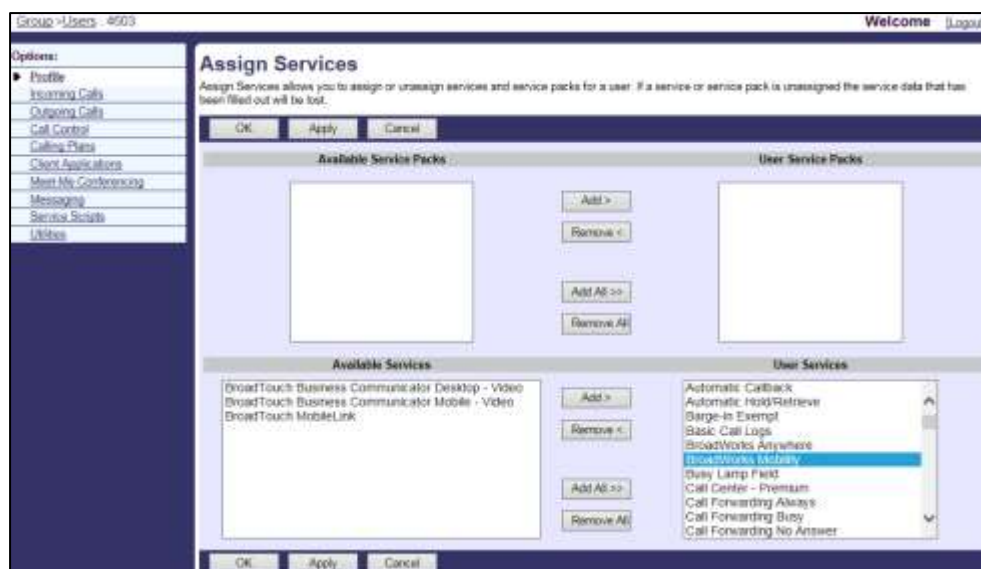 Group >Users : 4603
Welcome [Logout
Options:
Profile
Incoming Calls
Outgoing Calls
Call Control
Calling Plans
Client Applications
Meet-Me Conferencing
Messaging
Service Scripts
Utilities
Assign Services
Assign Services allows you to assign or unassign services and service packs for a user. If a service or service pack is unassigned the service data that has
been filled out will be lost.
OK Apply Cancel
Available Service Packs User Service Packs
Add >
Remove <
Add All >>
Remove All
Available Services User Services
BroadTouch Business Communicator Desktop - Video
BroadTouch Business Communicator Mobile - Video
BroadTouch MobileLink
Add >
Remove <
Add All >>
Remove All
Automatic Callback
Automatic Hold/Retrieve
Barge-in Exempt
Basic Call Logs
BroadWorks Anywhere
BroadWorks Mobility
Busy Lamp Field
Call Center - Premium
Call Forwarding Always
Call Forwarding Busy
Call Forwarding No Answer
OK Apply Cancel